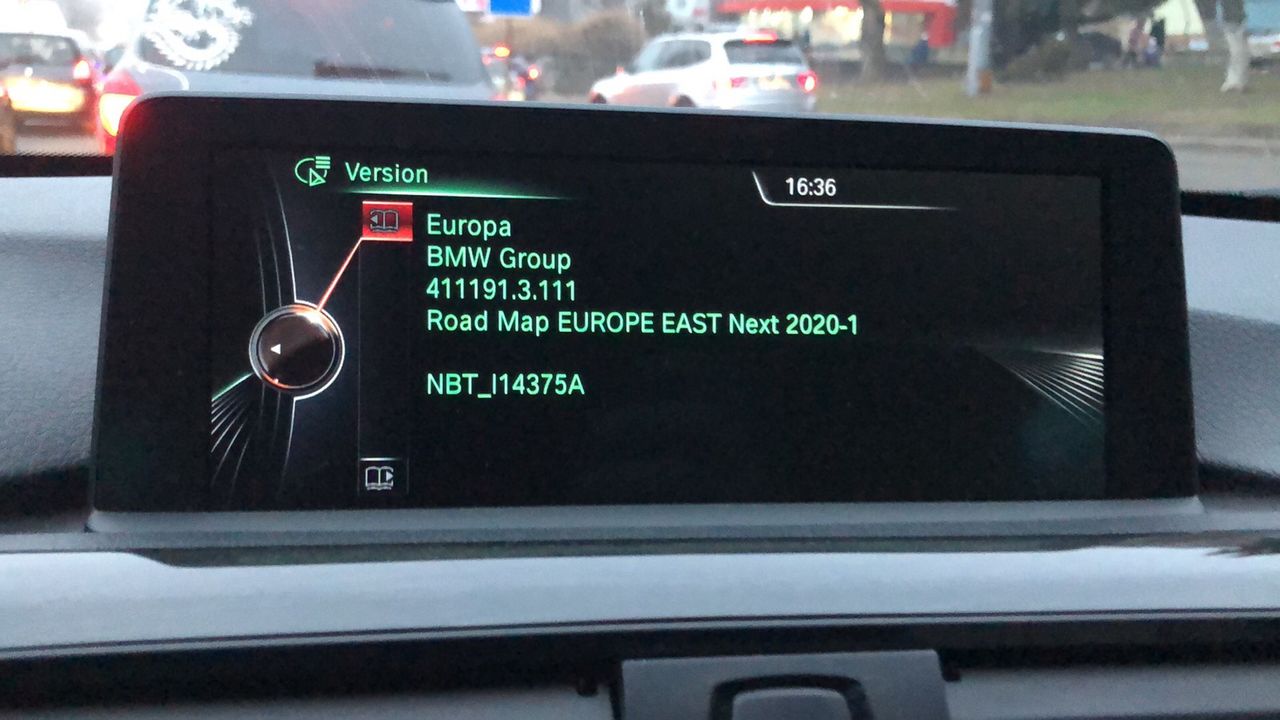 Version
16:36
Europa
BMW Group
411191.3.111
Road Map EUROPE EAST Next 2020-1
NBT_I14375A